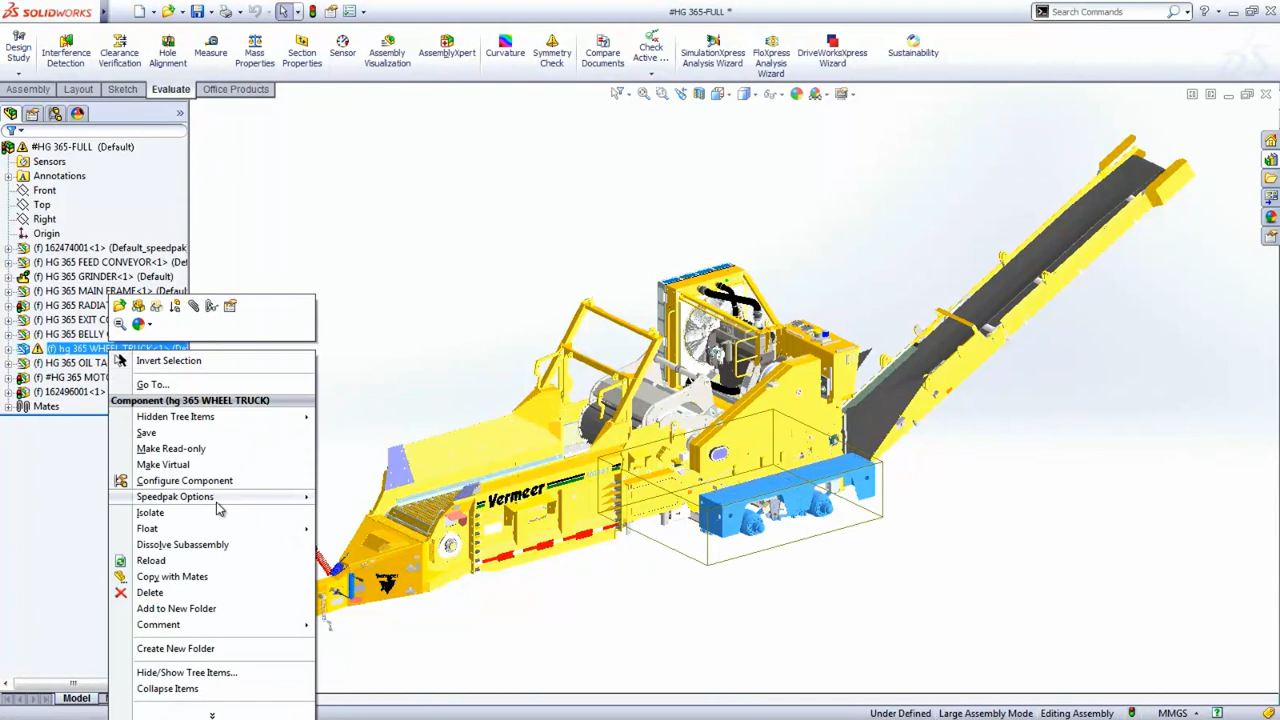 SOLIDWORKS
#HG 365-FULL *
Search Commands
Design Study
Interference Detection
Clearance Verification
Hole Alignment
Measure
Mass Properties
Section Properties
Sensor
Assembly Visualization
AssemblyXpert
Curvature
Symmetry Check
Compare Documents
Check Active ...
SimulationXpress Analysis Wizard
FloXpress Analysis Wizard
DriveWorksXpress Wizard
Sustainability
Assembly Layout Sketch Evaluate Office Products
#HG 365-FULL (Default)
Sensors
Annotations
Front
Top
Right
Origin
(f) 162474001<1> (Default_speedpak
(f) HG 365 FEED CONVEYOR<1> (Default)
(f) HG 365 GRINDER<1> (Default)
(f) HG 365 MAIN FRAME<1> (Default)
(f) HG 365 RADIA
(f) HG 365 EXIT CO
(f) HG 365 BELLY
(f) hg 365 WHEEL TRUCK<1> (De
(f) HG 365 OIL TA
(f) #HG 365 MOTO
(f) 162496001<1>
Mates
Invert Selection
Go To...
Component (hg 365 WHEEL TRUCK)
Hidden Tree Items
Save
Make Read-only
Make Virtual
Configure Component
Speedpak Options
Isolate
Float
Dissolve Subassembly
Reload
Copy with Mates
Delete
Add to New Folder
Comment
Create New Folder
Hide/Show Tree Items...
Collapse Items
Vermeer
Model
Under Defined Large Assembly Mode Editing Assembly MMGS